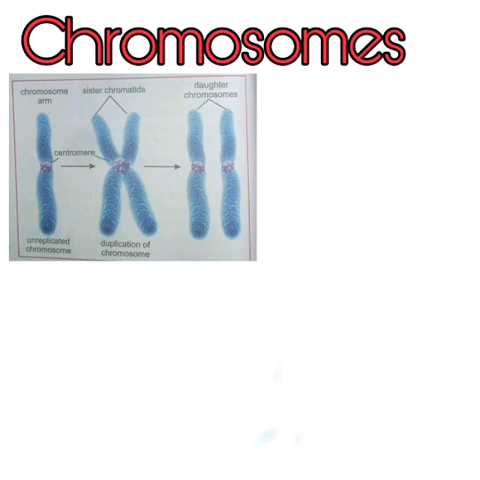 Chromosomes
chromosome
arm
sister chromatids
daughter
chromosomes
centromere
unreplicated
chromosome
duplication of
chromosome